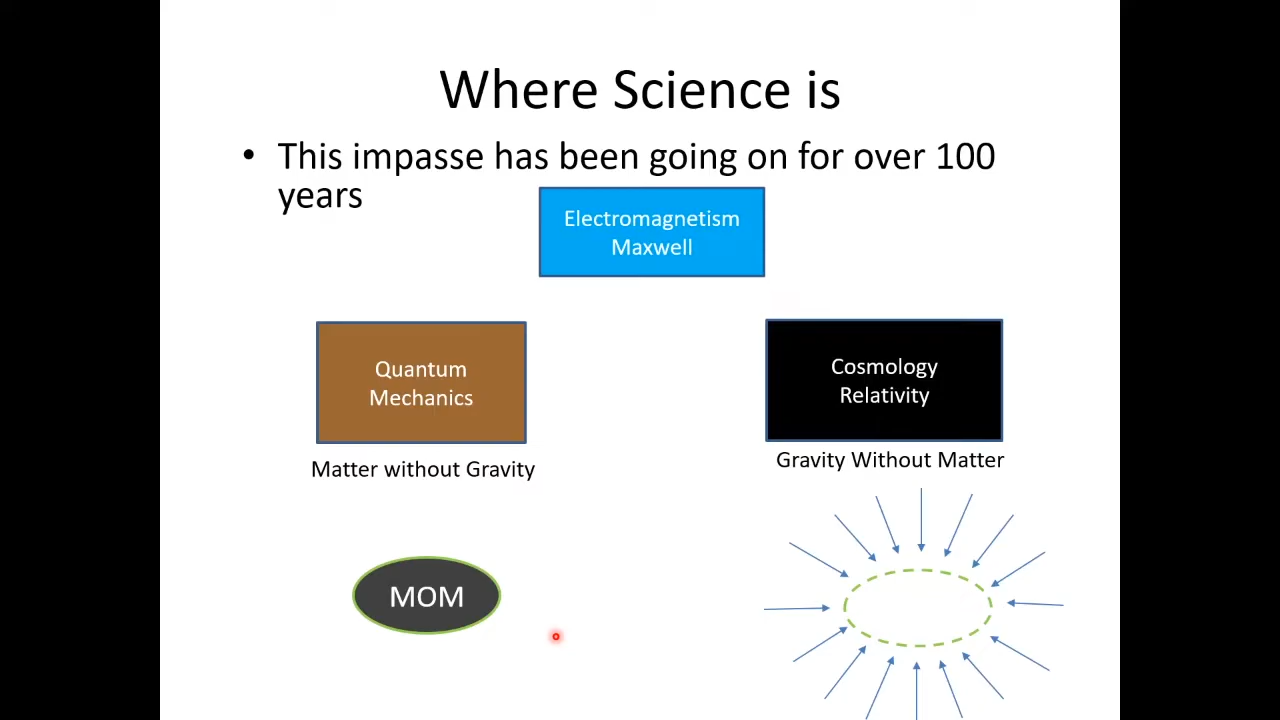 Where Science is
• This impasse has been going on for over 100
years
Electromagnetism
Maxwell
Quantum
Mechanics
Cosmology
Relativity
Matter without Gravity
Gravity Without Matter
MOM